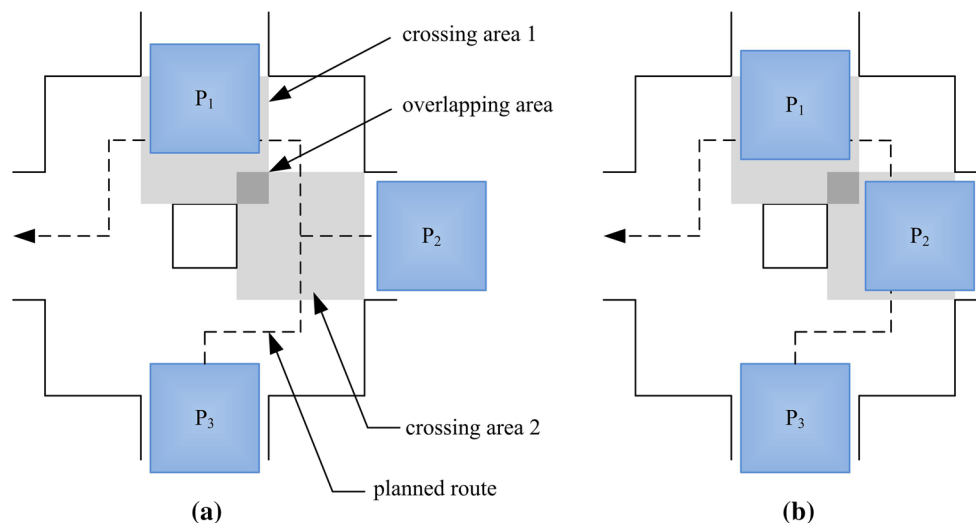 crossing area 1
overlapping area
P₁
P₂
P₃
crossing area 2
planned route
(a)
P₁
P₂
P₃
(b)